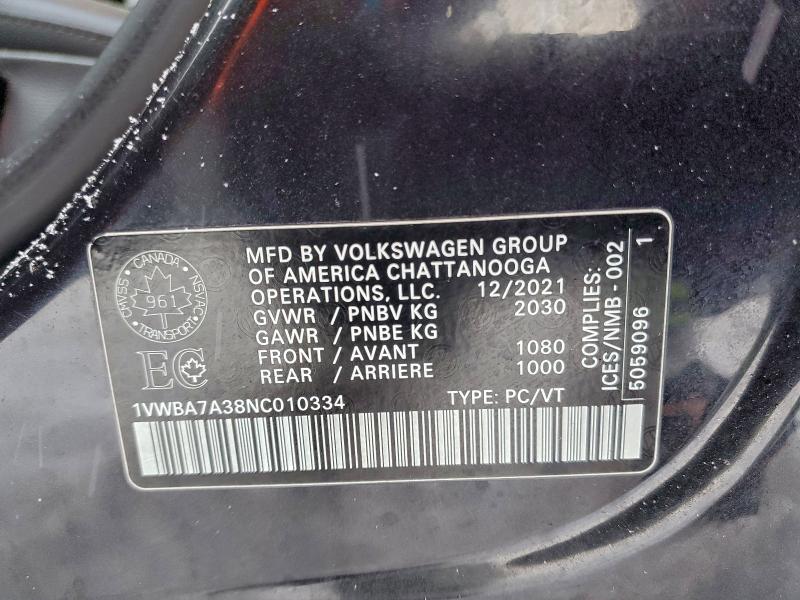 MFD BY VOLKSWAGEN GROUP
OF AMERICA CHATTANOOGA
OPERATIONS, LLC. 12/2021
GVWR / PNBV KG 2030
GAWR / PNBE KG
FRONT / AVANT 1080
REAR / ARRIERE 1000
1VWBA7A38NC010334 TYPE: PC/VT
CANADA
CMVSS NSVAC
961
TRANSPORT
EC
COMPLIES:
ICES/NMB - 002
5059096 1